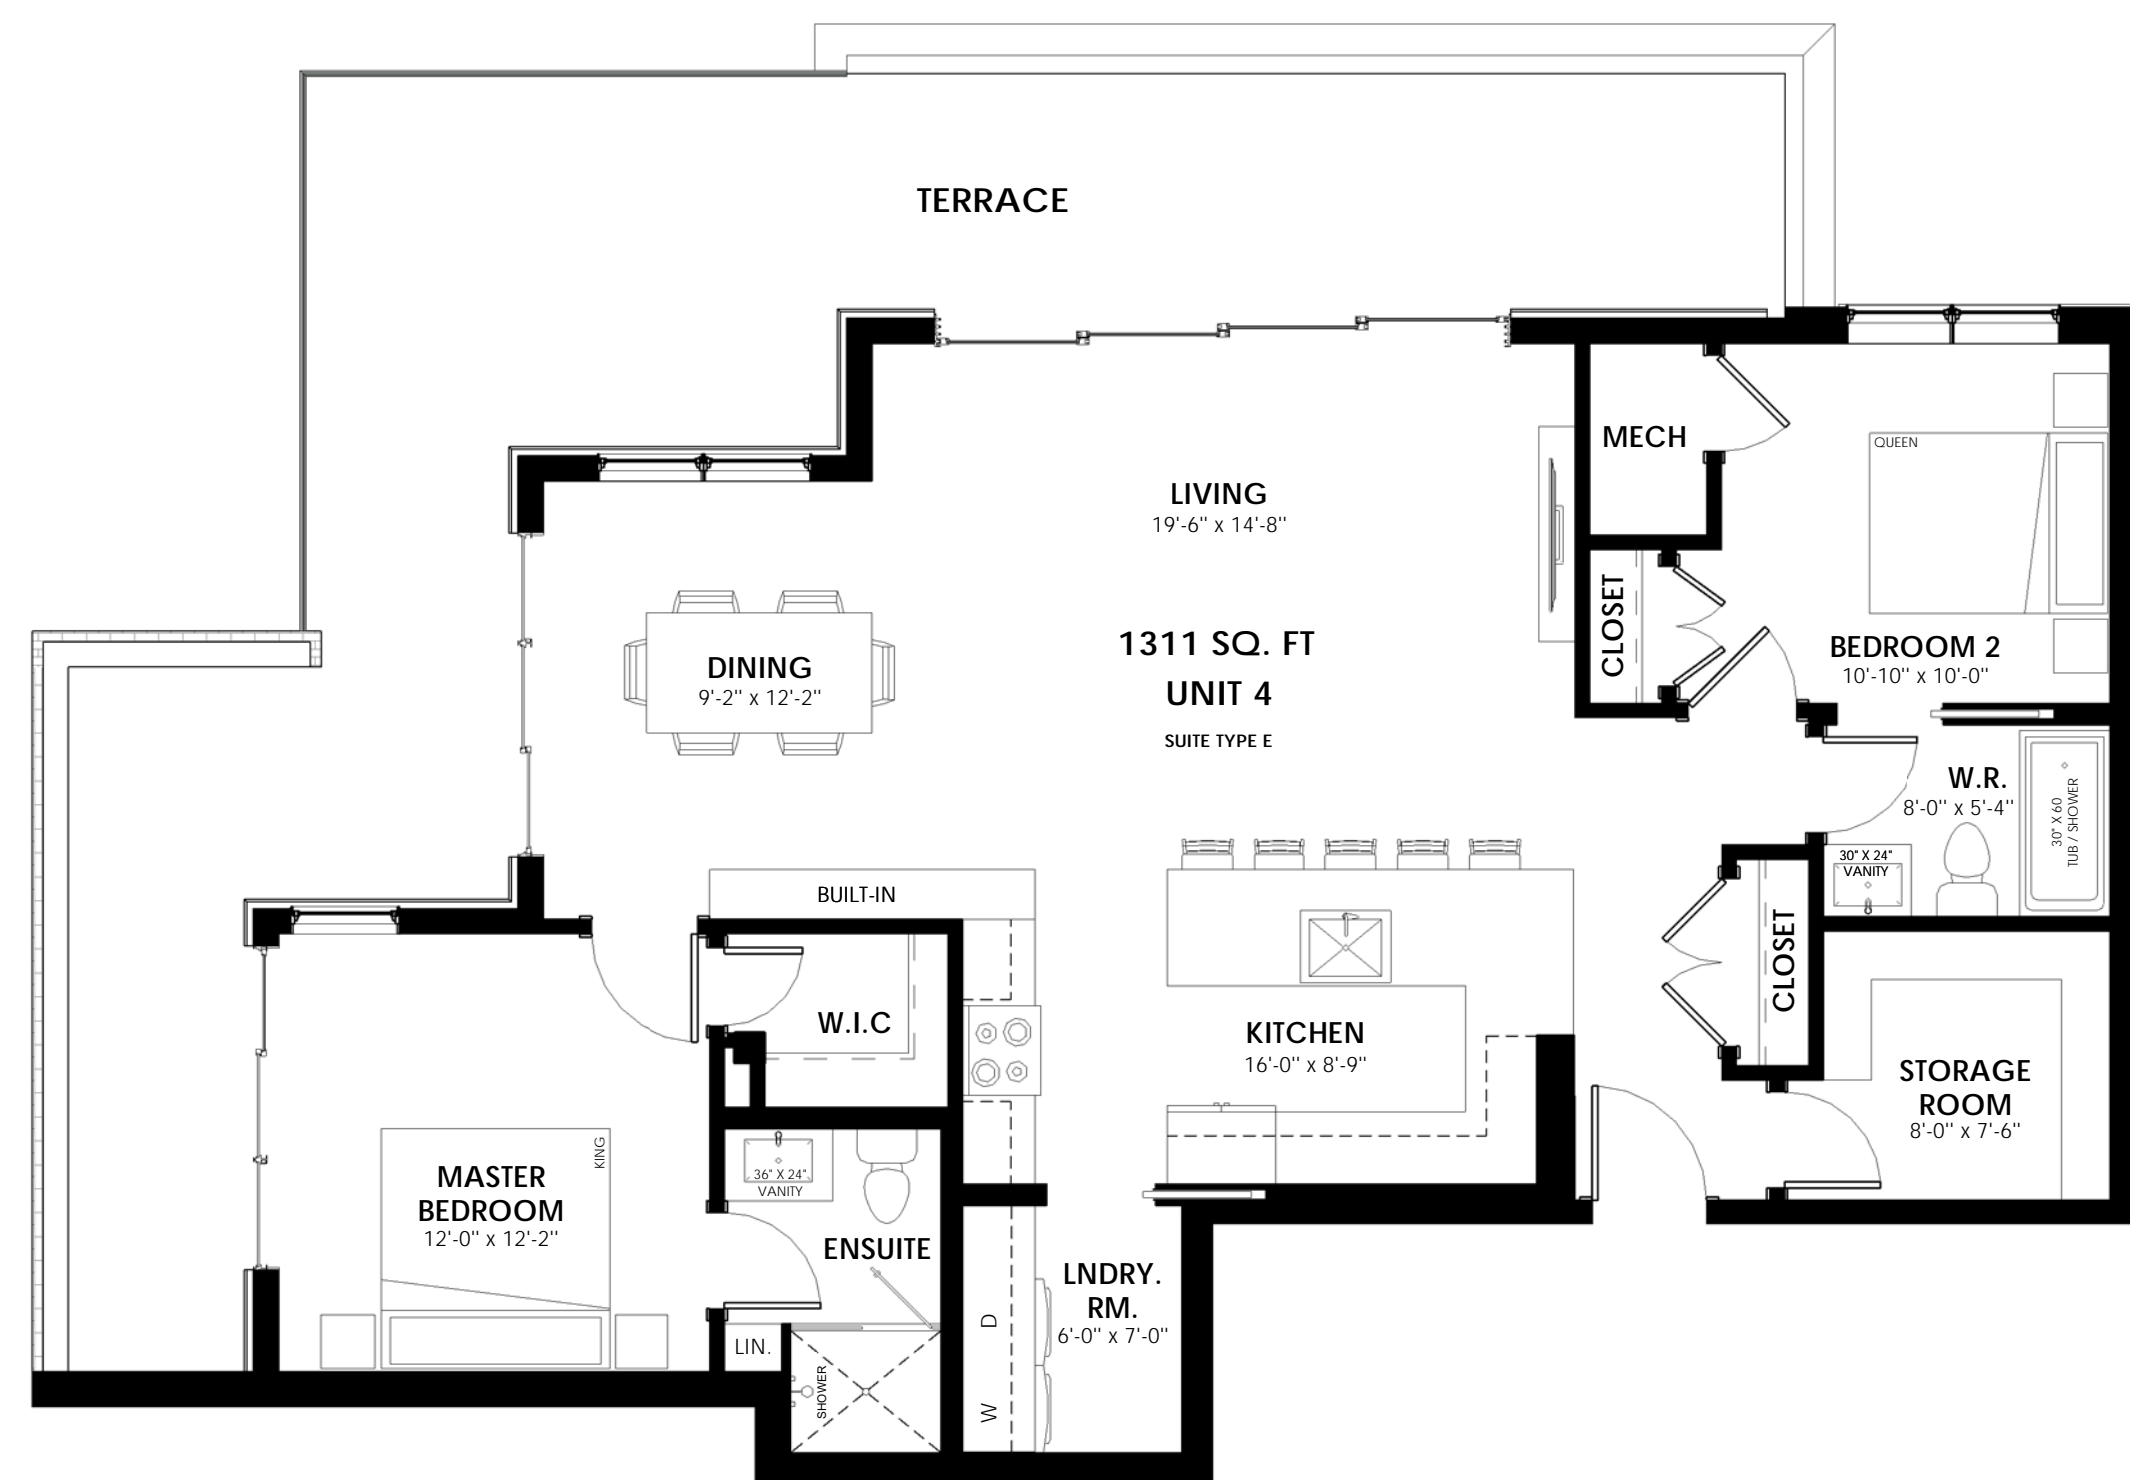 TERRACE
MECH
QUEEN
LIVING
19'-6" x 14'-8"
CLOSET
1311 SQ. FT
UNIT 4
SUITE TYPE E
DINING
9'-2" x 12'-2"
BEDROOM 2
10'-10" x 10'-0"
W.R.
8'-0" x 5'-4"
30" X 60
TUB / SHOWER
30" X 24"
VANITY
BUILT-IN
CLOSET
W.I.C
KITCHEN
16'-0" x 8'-9"
STORAGE
ROOM
8'-0" x 7'-6"
KING
MASTER
BEDROOM
12'-0" x 12'-2"
36" X 24"
VANITY
ENSUITE
LNDRY.
RM.
6'-0" x 7'-0"
D
W
LIN.
SHOWER